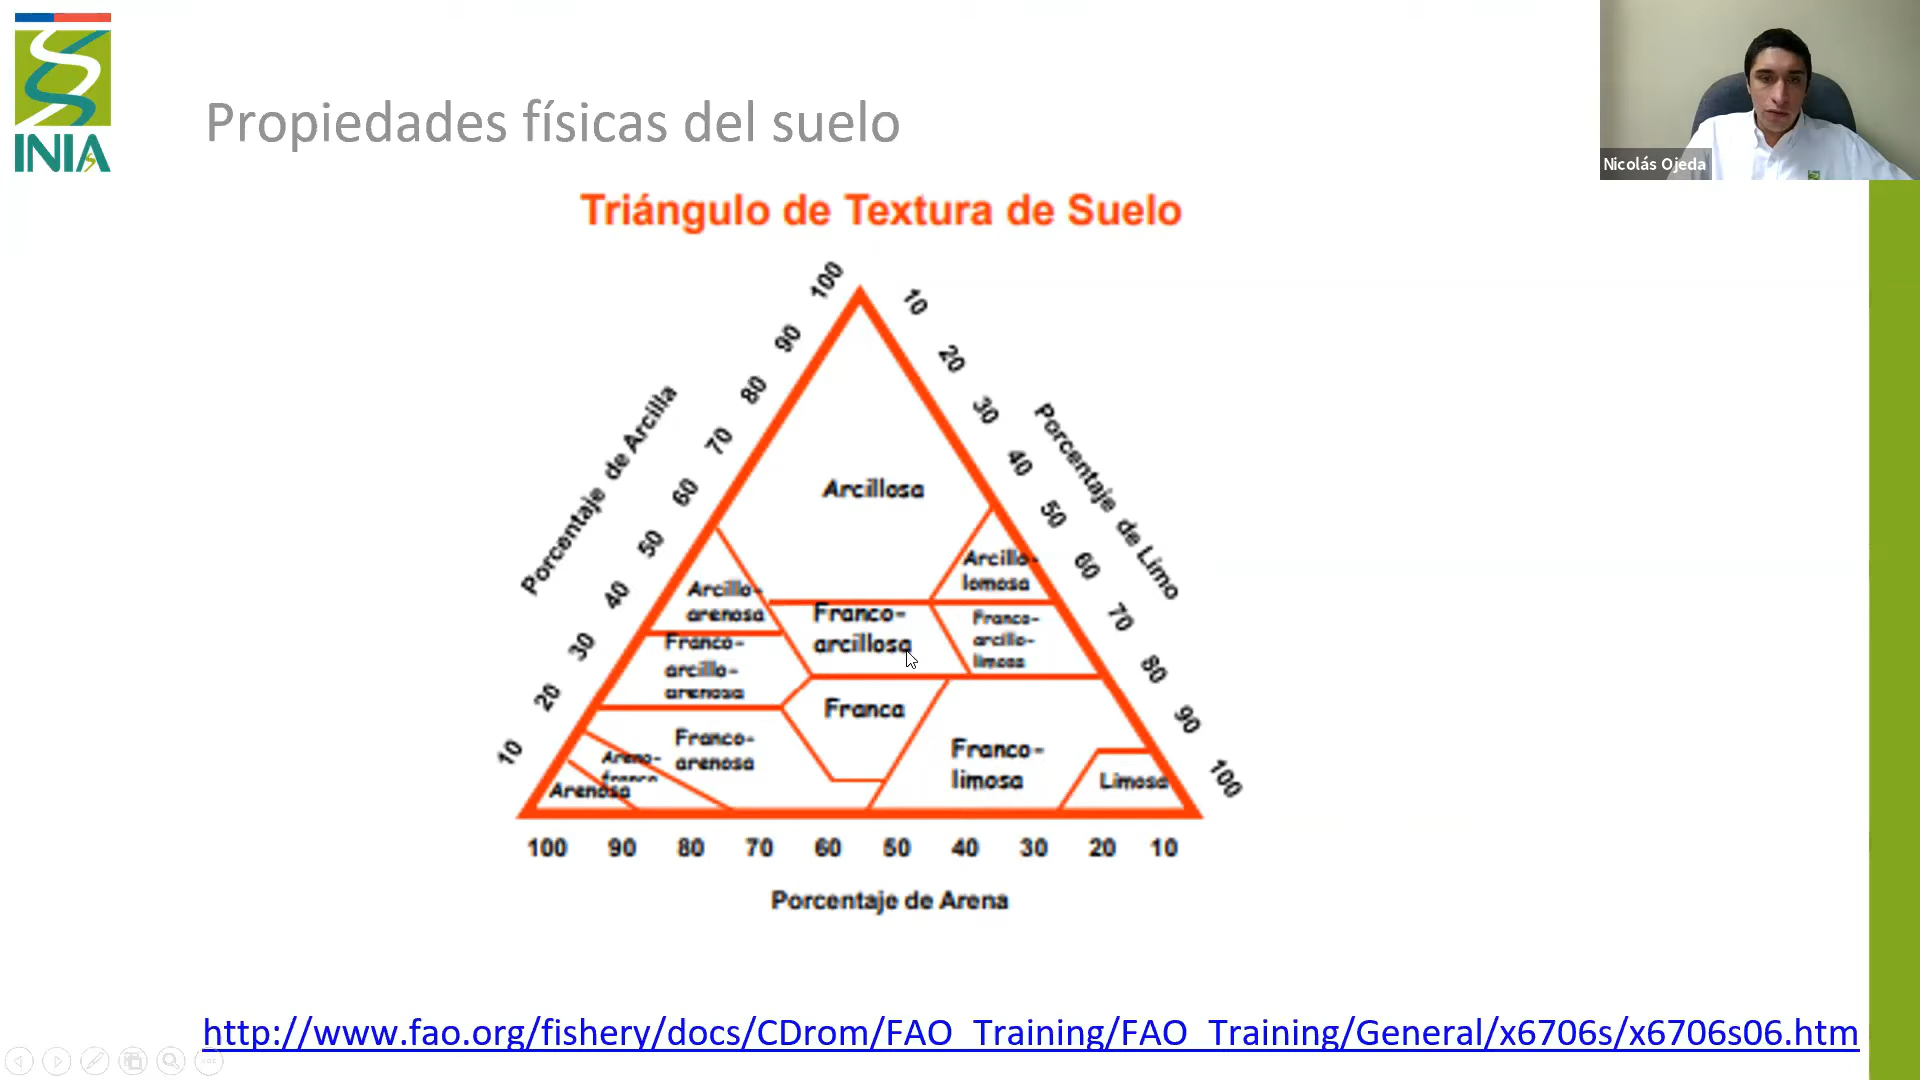 INIA
Propiedades físicas del suelo
Nicolás Ojeda
Triángulo de Textura de Suelo
Porcentaje de Arcilla
100
90
80
70
60
50
40
30
20
10
Porcentaje de Limo
10
20
30
40
50
60
70
80
90
100
Arcillosa
Arcillo-
lomosa
Arcillo-
arenosa
Franco-
arcillosa
Franco-
arcillo-
limosa
Franco-
arcillo-
arenosa
Franca
Franco-
arenosa
Areno-
franca
Arenosa
Franco-
limosa
Limosa
100 90 80 70 60 50 40 30 20 10
Porcentaje de Arena
http://www.fao.org/fishery/docs/CDrom/FAO_Training/FAO_Training/General/x6706s/x6706s06.htm